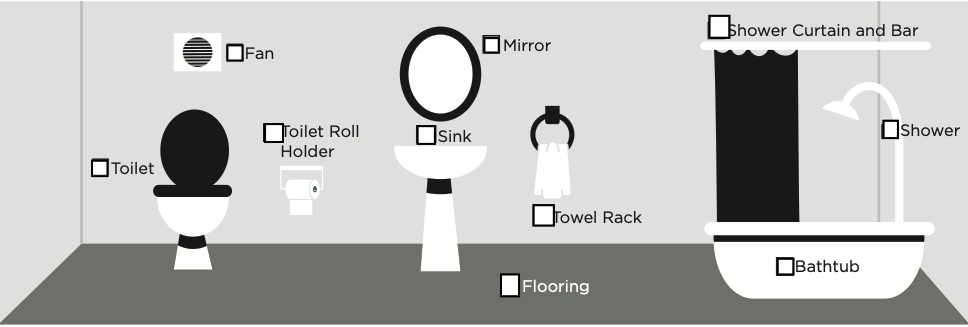 Shower Curtain and Bar
Fan
Mirror
Toilet Roll
Holder
Sink
Shower
Toilet
Towel Rack
Bathtub
Flooring